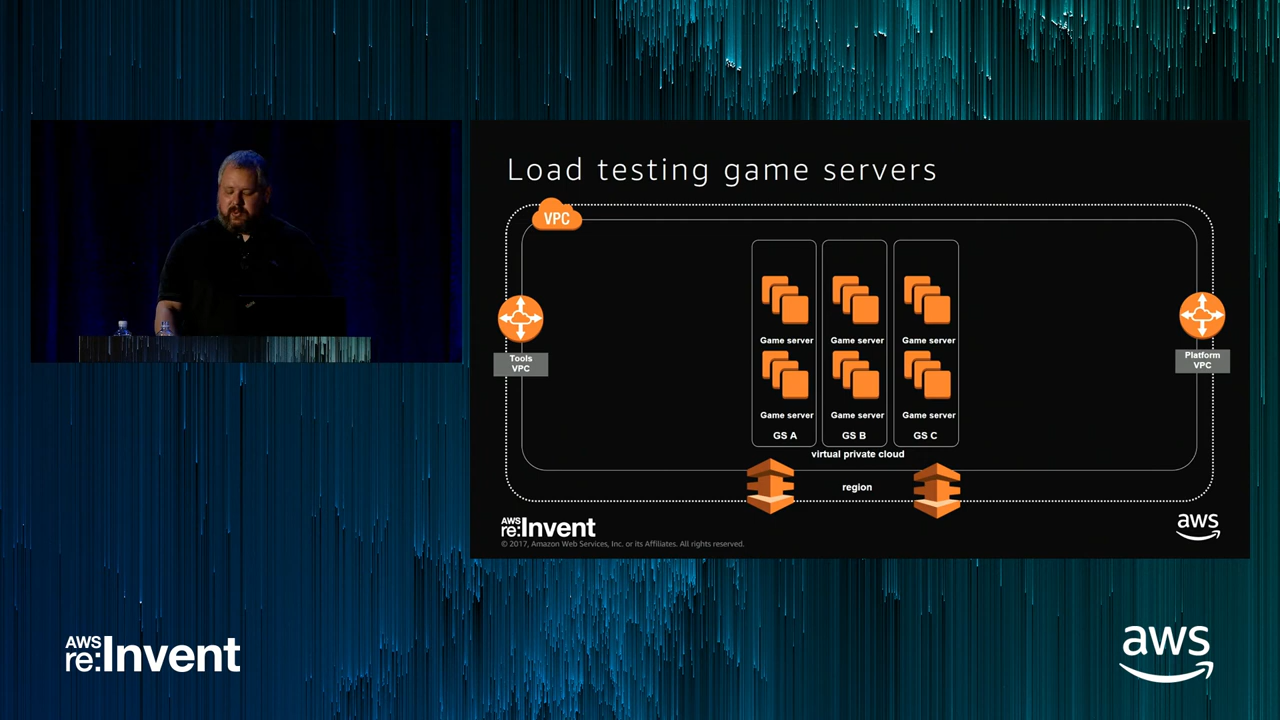 Load testing game servers
VPC
Game server Game server Game server
Tools
VPC
Platform
VPC
Game server Game server Game server
GS A GS B GS C
virtual private cloud
region
AWS
re:Invent
aws
© 2017, Amazon Web Services, Inc. or its Affiliates. All rights reserved.
AWS
re:Invent
aws